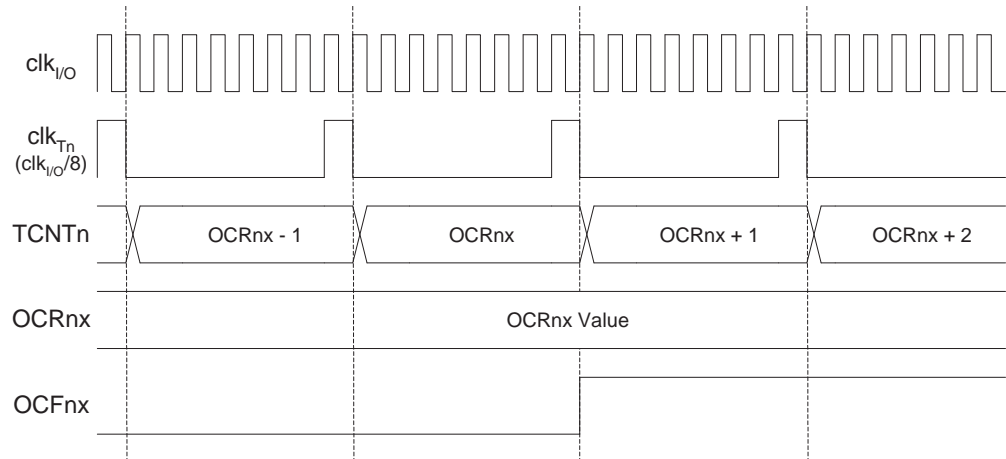 clkI/O
clkTn
(clkI/O/8)
TCNTn
OCRnx - 1
OCRnx
OCRnx + 1
OCRnx + 2
OCRnx
OCRnx Value
OCFnx